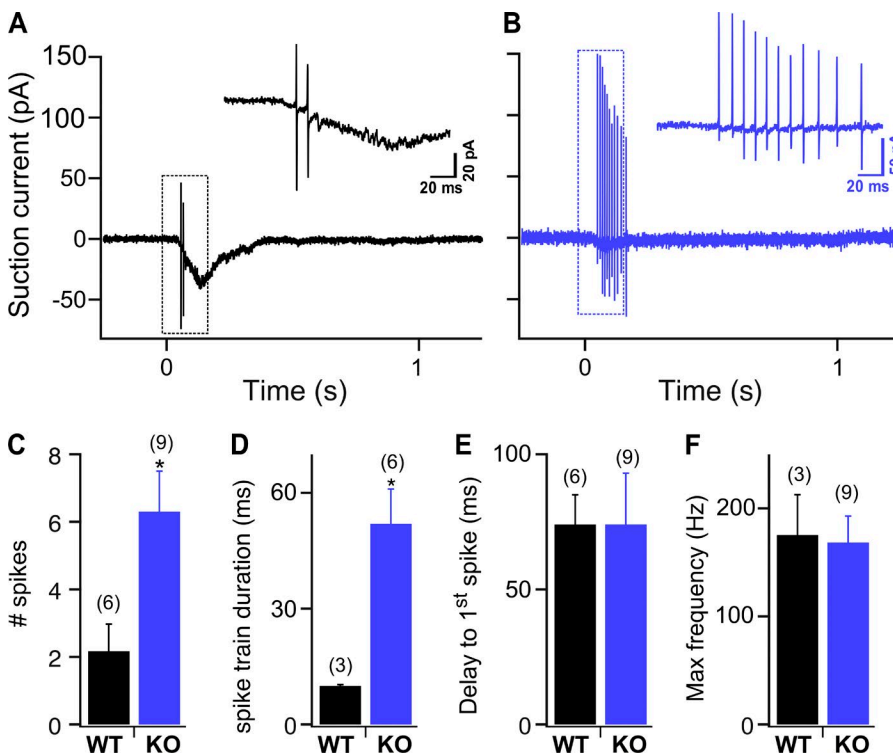 A
B
Suction current (pA)
150
100
50
0
-50
20 pA
20 ms
20 ms
0
1
Time (s)
0
1
Time (s)
C
# spikes
8
6
4
2
0
(6)
(9)
*
WT
KO
D
spike train duration (ms)
60
30
0
(3)
(6)
*
WT
KO
E
Delay to 1st spike (ms)
100
50
0
(6)
(9)
WT
KO
F
Max frequency (Hz)
200
100
0
(3)
(9)
WT
KO